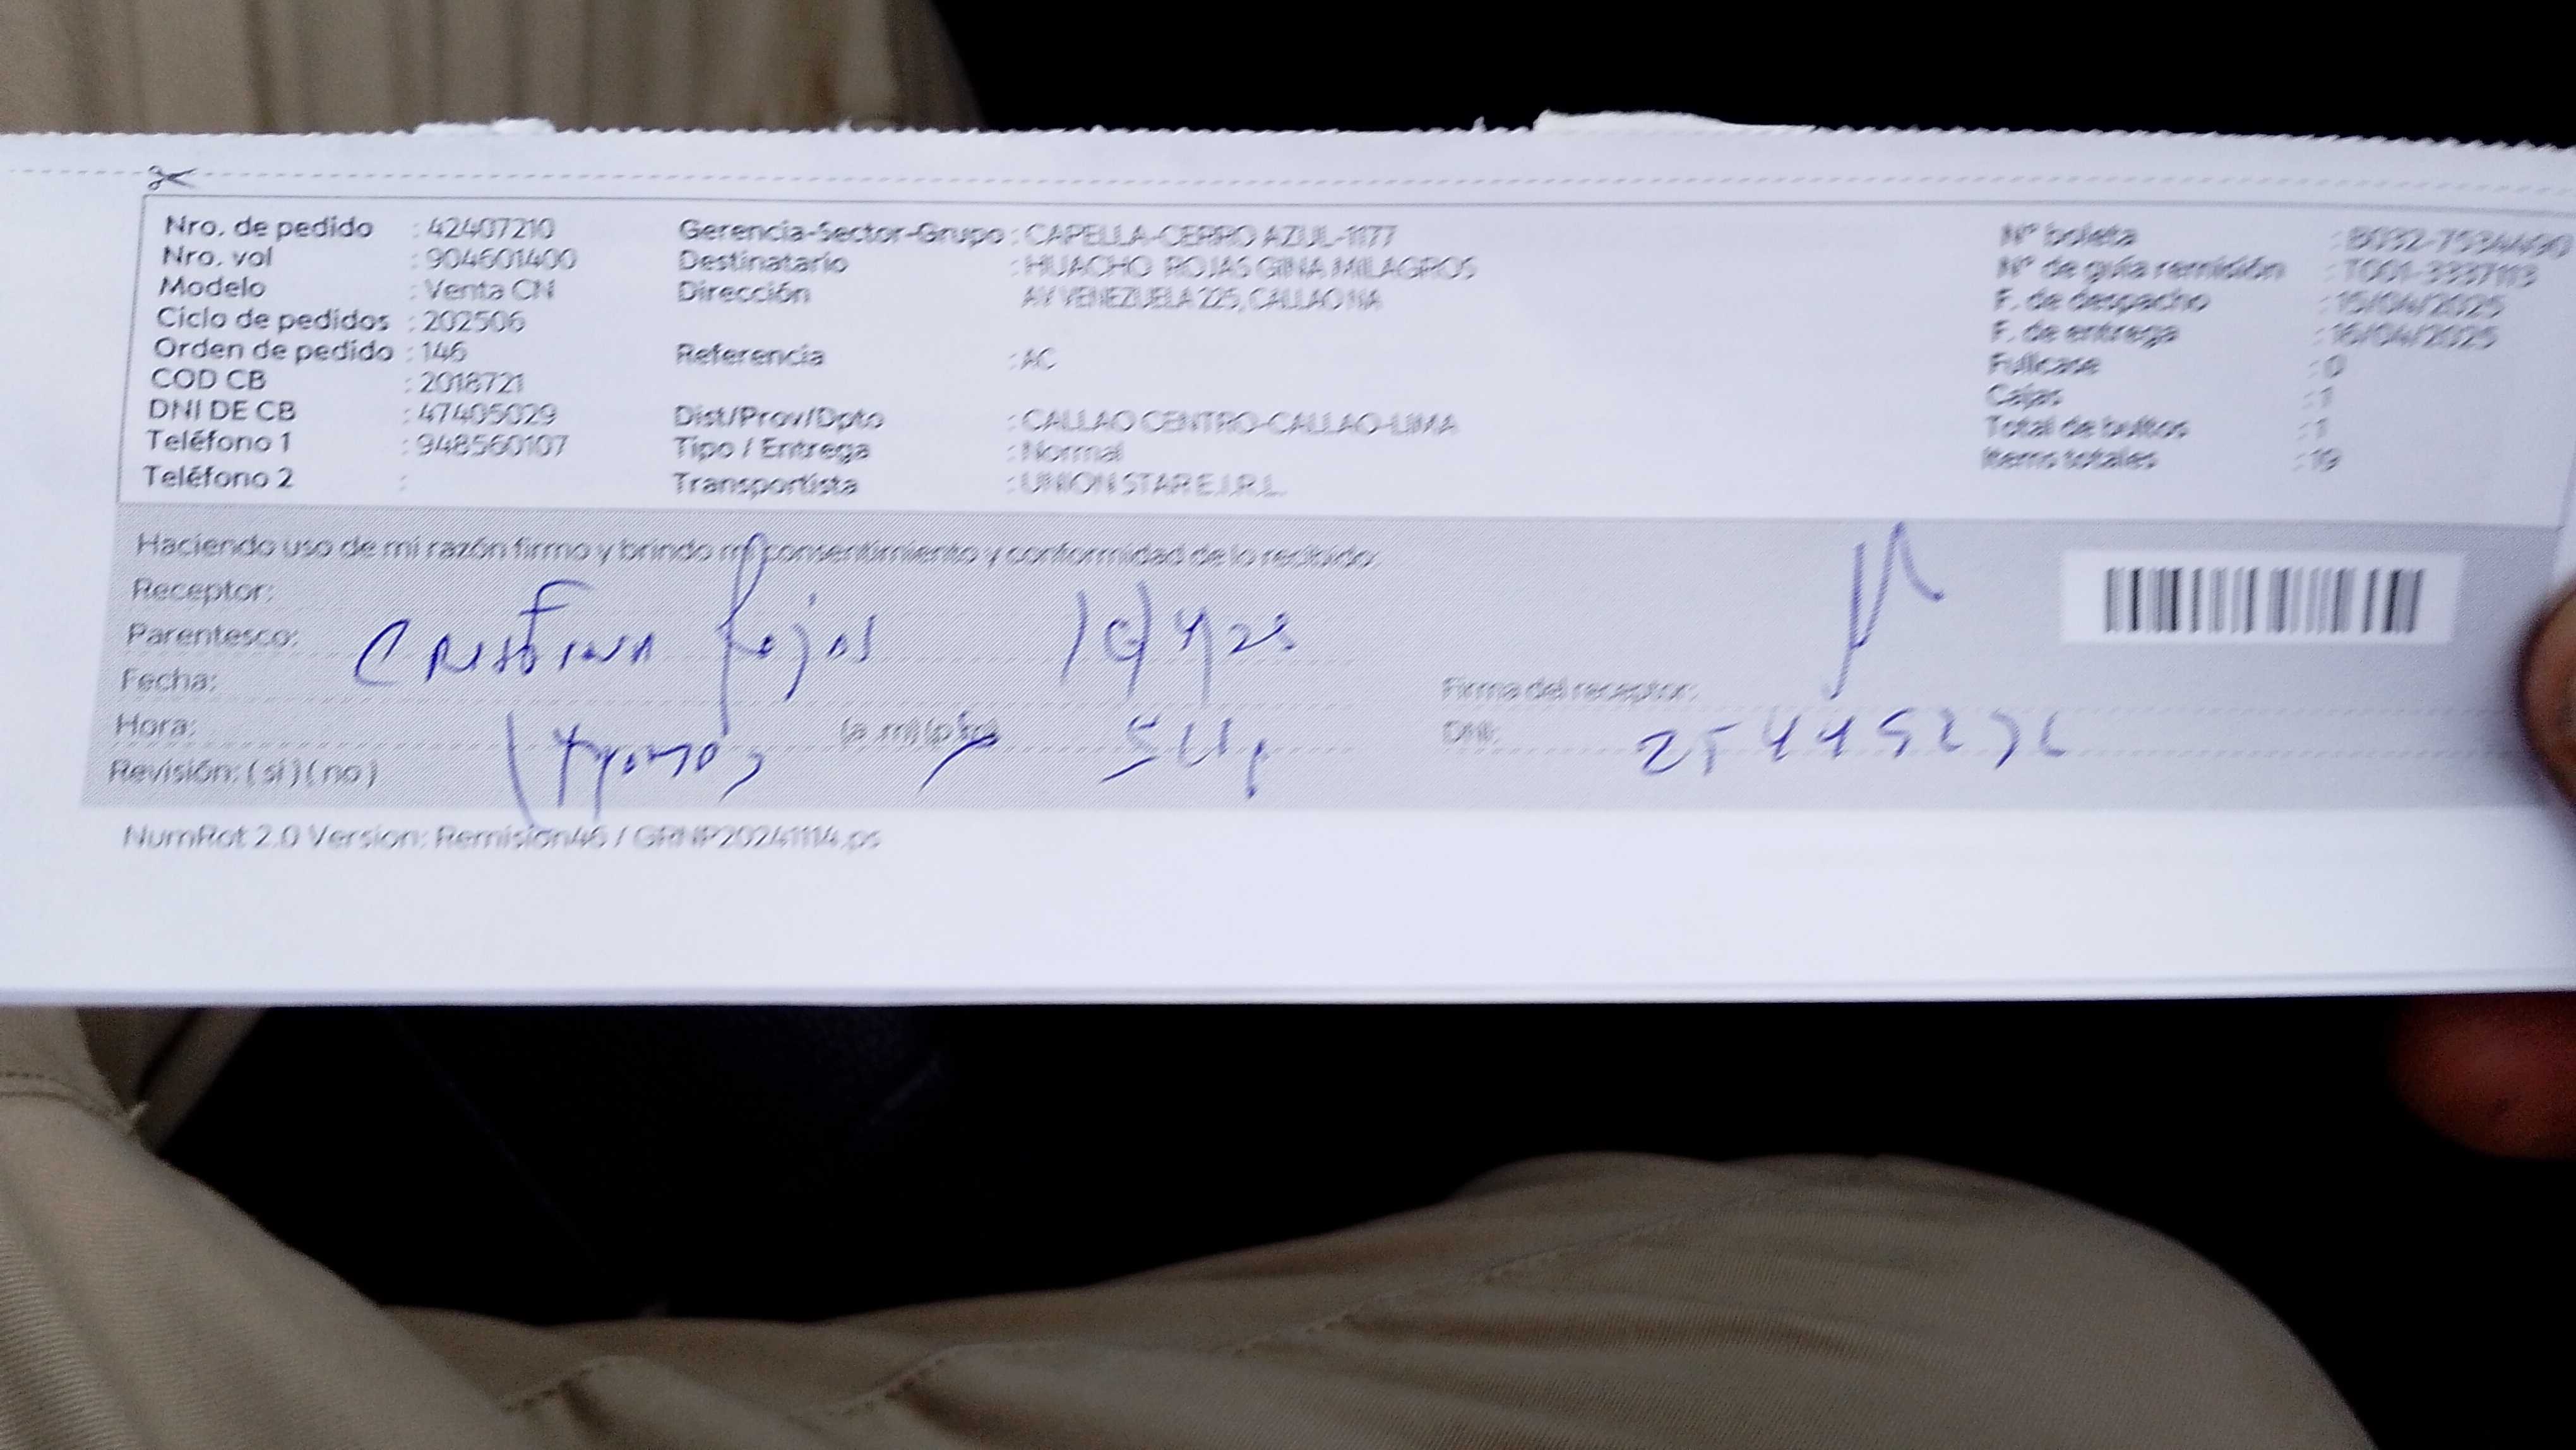 Nro. de pedido : 42407210
Nro. vol : 904601400
Modelo : Venta CN
Ciclo de pedidos : 202506
Orden de pedido : 146
COD CB : 2018721
DNI DE CB : 47405029
Teléfono 1 : 948560107
Teléfono 2 :
Gerencia-Sector-Grupo : CAPELLA-CERRO AZUL-1177
Destinatario : HUACHO ROJAS GINA MILAGROS
Dirección AV VENEZUELA 225, CALLAO NA
Referencia : AC
Dist/Prov/Dpto : CALLAO CENTRO-CALLAO-LIMA
Tipo / Entrega : Normal
Transportista : UNION STAR E.I.R.L.
N° boleta :
N° de guía remisión : T001-3337113
F. de despacho : 15/04/2025
F. de entrega : 16/04/2025
Fullcase : 0
Cajas : 1
Total de bultos : 1
Items totales : 19
Haciendo uso de mi razón firmo y brindo mi consentimiento y conformidad de lo recibido:
Receptor:
Parentesco:
Rojas
Fecha:
Firma del receptor:
Hora: (a.m) (p.m)
DNI:
Revisión: ( si ) ( no )
NumRot 2.0 Version: Remision46 / GRNP20241114.ps